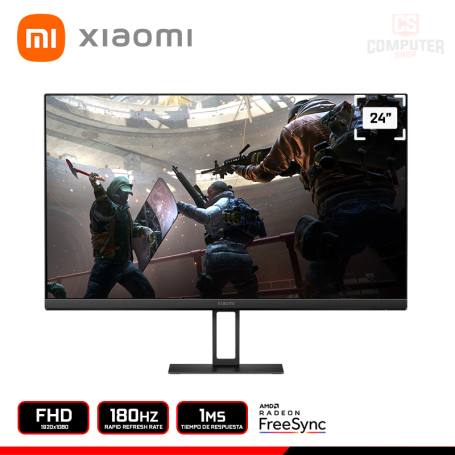 mi xiaomi
CS
COMPUTER
SHOP
24”
XIAOMI
FHD
1920x1080
180HZ
RAPID REFRESH RATE
1MS
TIEMPO DE RESPUESTA
AMD
RADEON
FreeSync